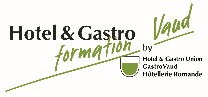 Hotel & Gastro
formation Vaud
by
Hotel & Gastro Union
GastroVaud
Hôtellerie Romande